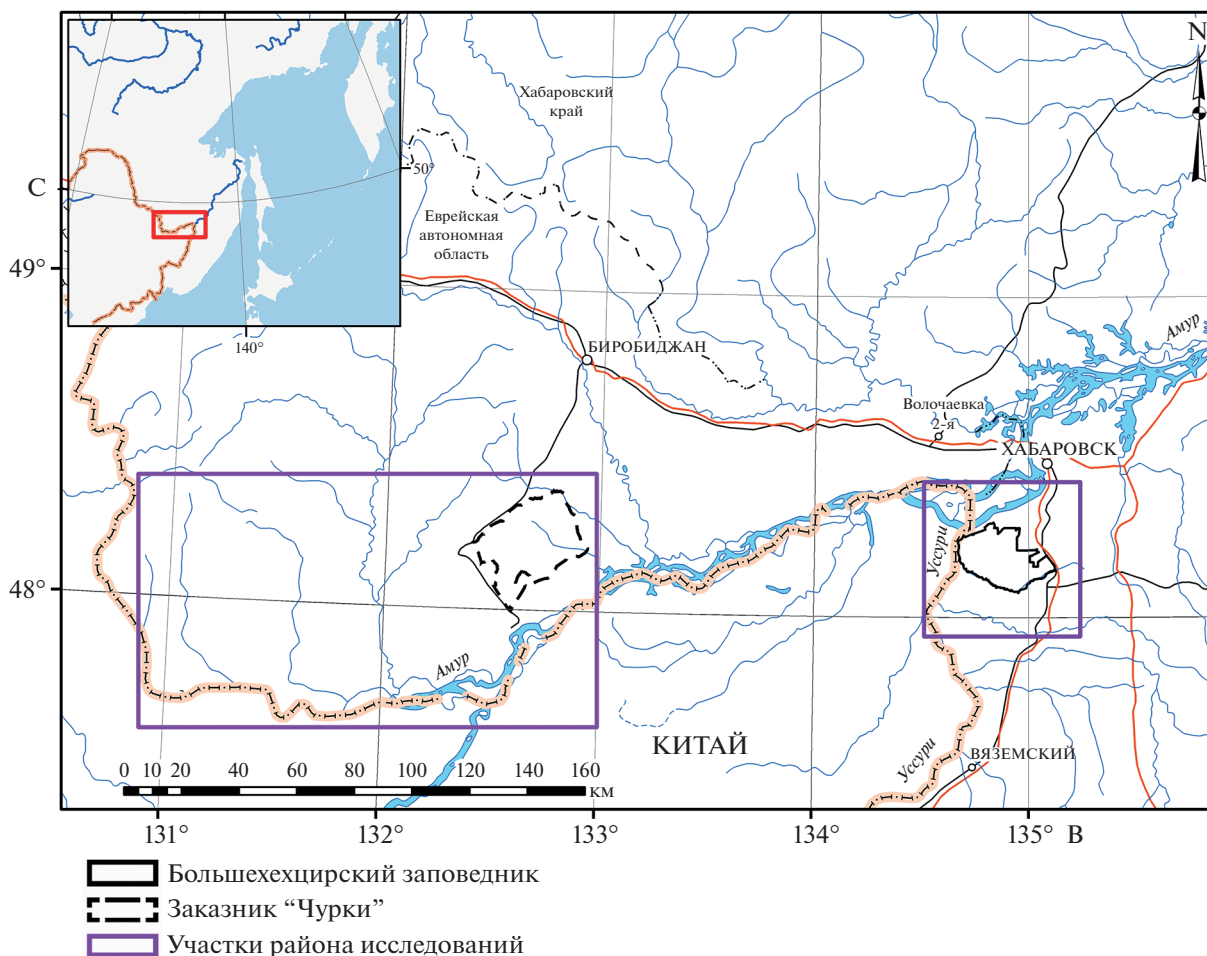 N
Хабаровский
край
50°
С
Еврейская
автономная
область
49°
140°
Амур
БИРОБИДЖАН
Волочаевка
2-я
ХАБАРОВСК
Уссури
48°
Амур
КИТАЙ
Уссури
ВЯЗЕМСКИЙ
0 10 20 40 60 80 100 120 140 160
км
131° 132° 133° 134° 135° В
Большехехцирский заповедник
Заказник “Чурки”
Участки района исследований